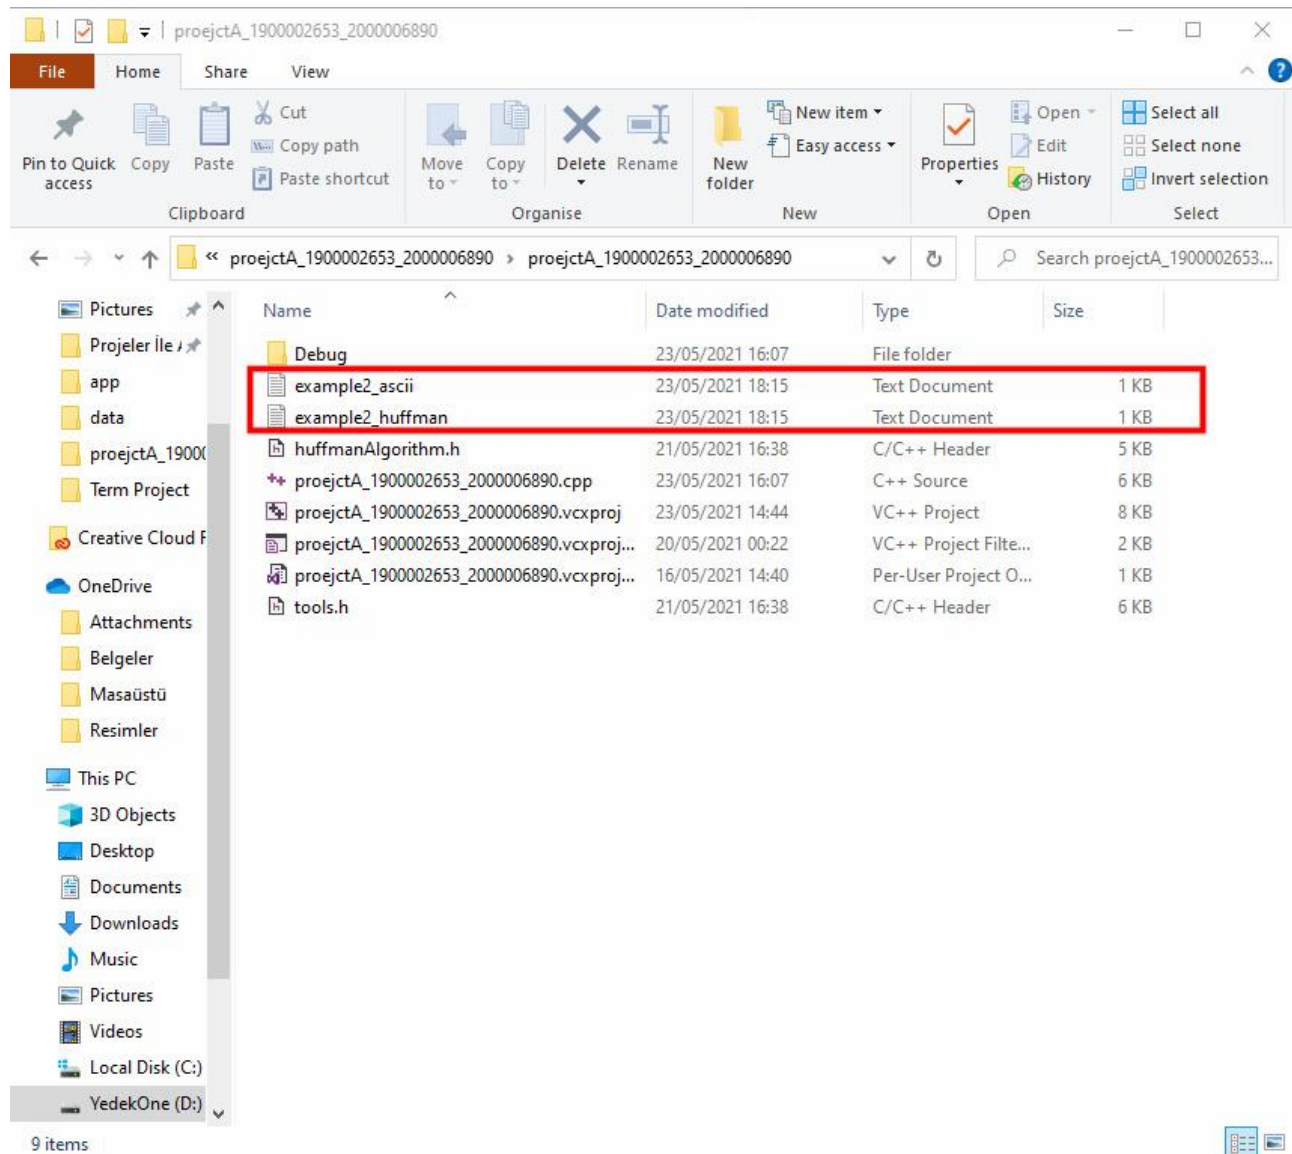 proejctA_1900002653_2000006890
File Home Share View
Pin to Quick access
Copy
Paste
Cut
Copy path
Paste shortcut
Move to
Copy to
Delete
Rename
New folder
New item
Easy access
Properties
Open
Edit
History
Select all
Select none
Invert selection
Clipboard Organise New Open Select
« proejctA_1900002653_2000006890 › proejctA_1900002653_2000006890
Search proejctA_1900002653...
Pictures
Projeler İle
app
data
proejctA_1900
Term Project
Creative Cloud F
OneDrive
Attachments
Belgeler
Masaüstü
Resimler
This PC
3D Objects
Desktop
Documents
Downloads
Music
Pictures
Videos
Local Disk (C:)
YedekOne (D:)
Name Date modified Type Size
Debug 23/05/2021 16:07 File folder
example2_ascii 23/05/2021 18:15 Text Document 1 KB
example2_huffman 23/05/2021 18:15 Text Document 1 KB
huffmanAlgorithm.h 21/05/2021 16:38 C/C++ Header 5 KB
proejctA_1900002653_2000006890.cpp 23/05/2021 16:07 C++ Source 6 KB
proejctA_1900002653_2000006890.vcxproj 23/05/2021 14:44 VC++ Project 8 KB
proejctA_1900002653_2000006890.vcxproj... 20/05/2021 00:22 VC++ Project Filte... 2 KB
proejctA_1900002653_2000006890.vcxproj... 16/05/2021 14:40 Per-User Project O... 1 KB
tools.h 21/05/2021 16:38 C/C++ Header 6 KB
9 items